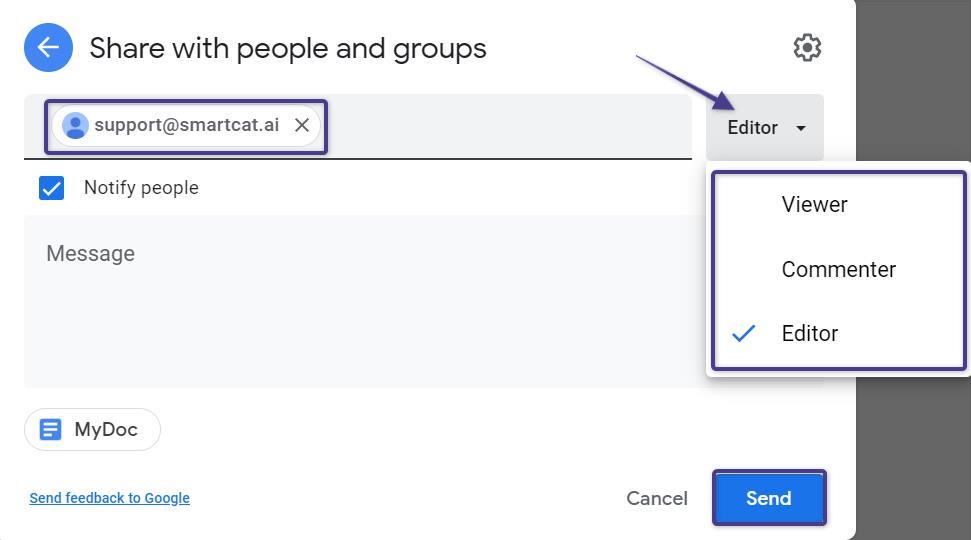 Share with people and groups
support@smartcat.ai
Editor
Notify people
Message
Viewer
Commenter
Editor
MyDoc
Send feedback to Google
Cancel
Send